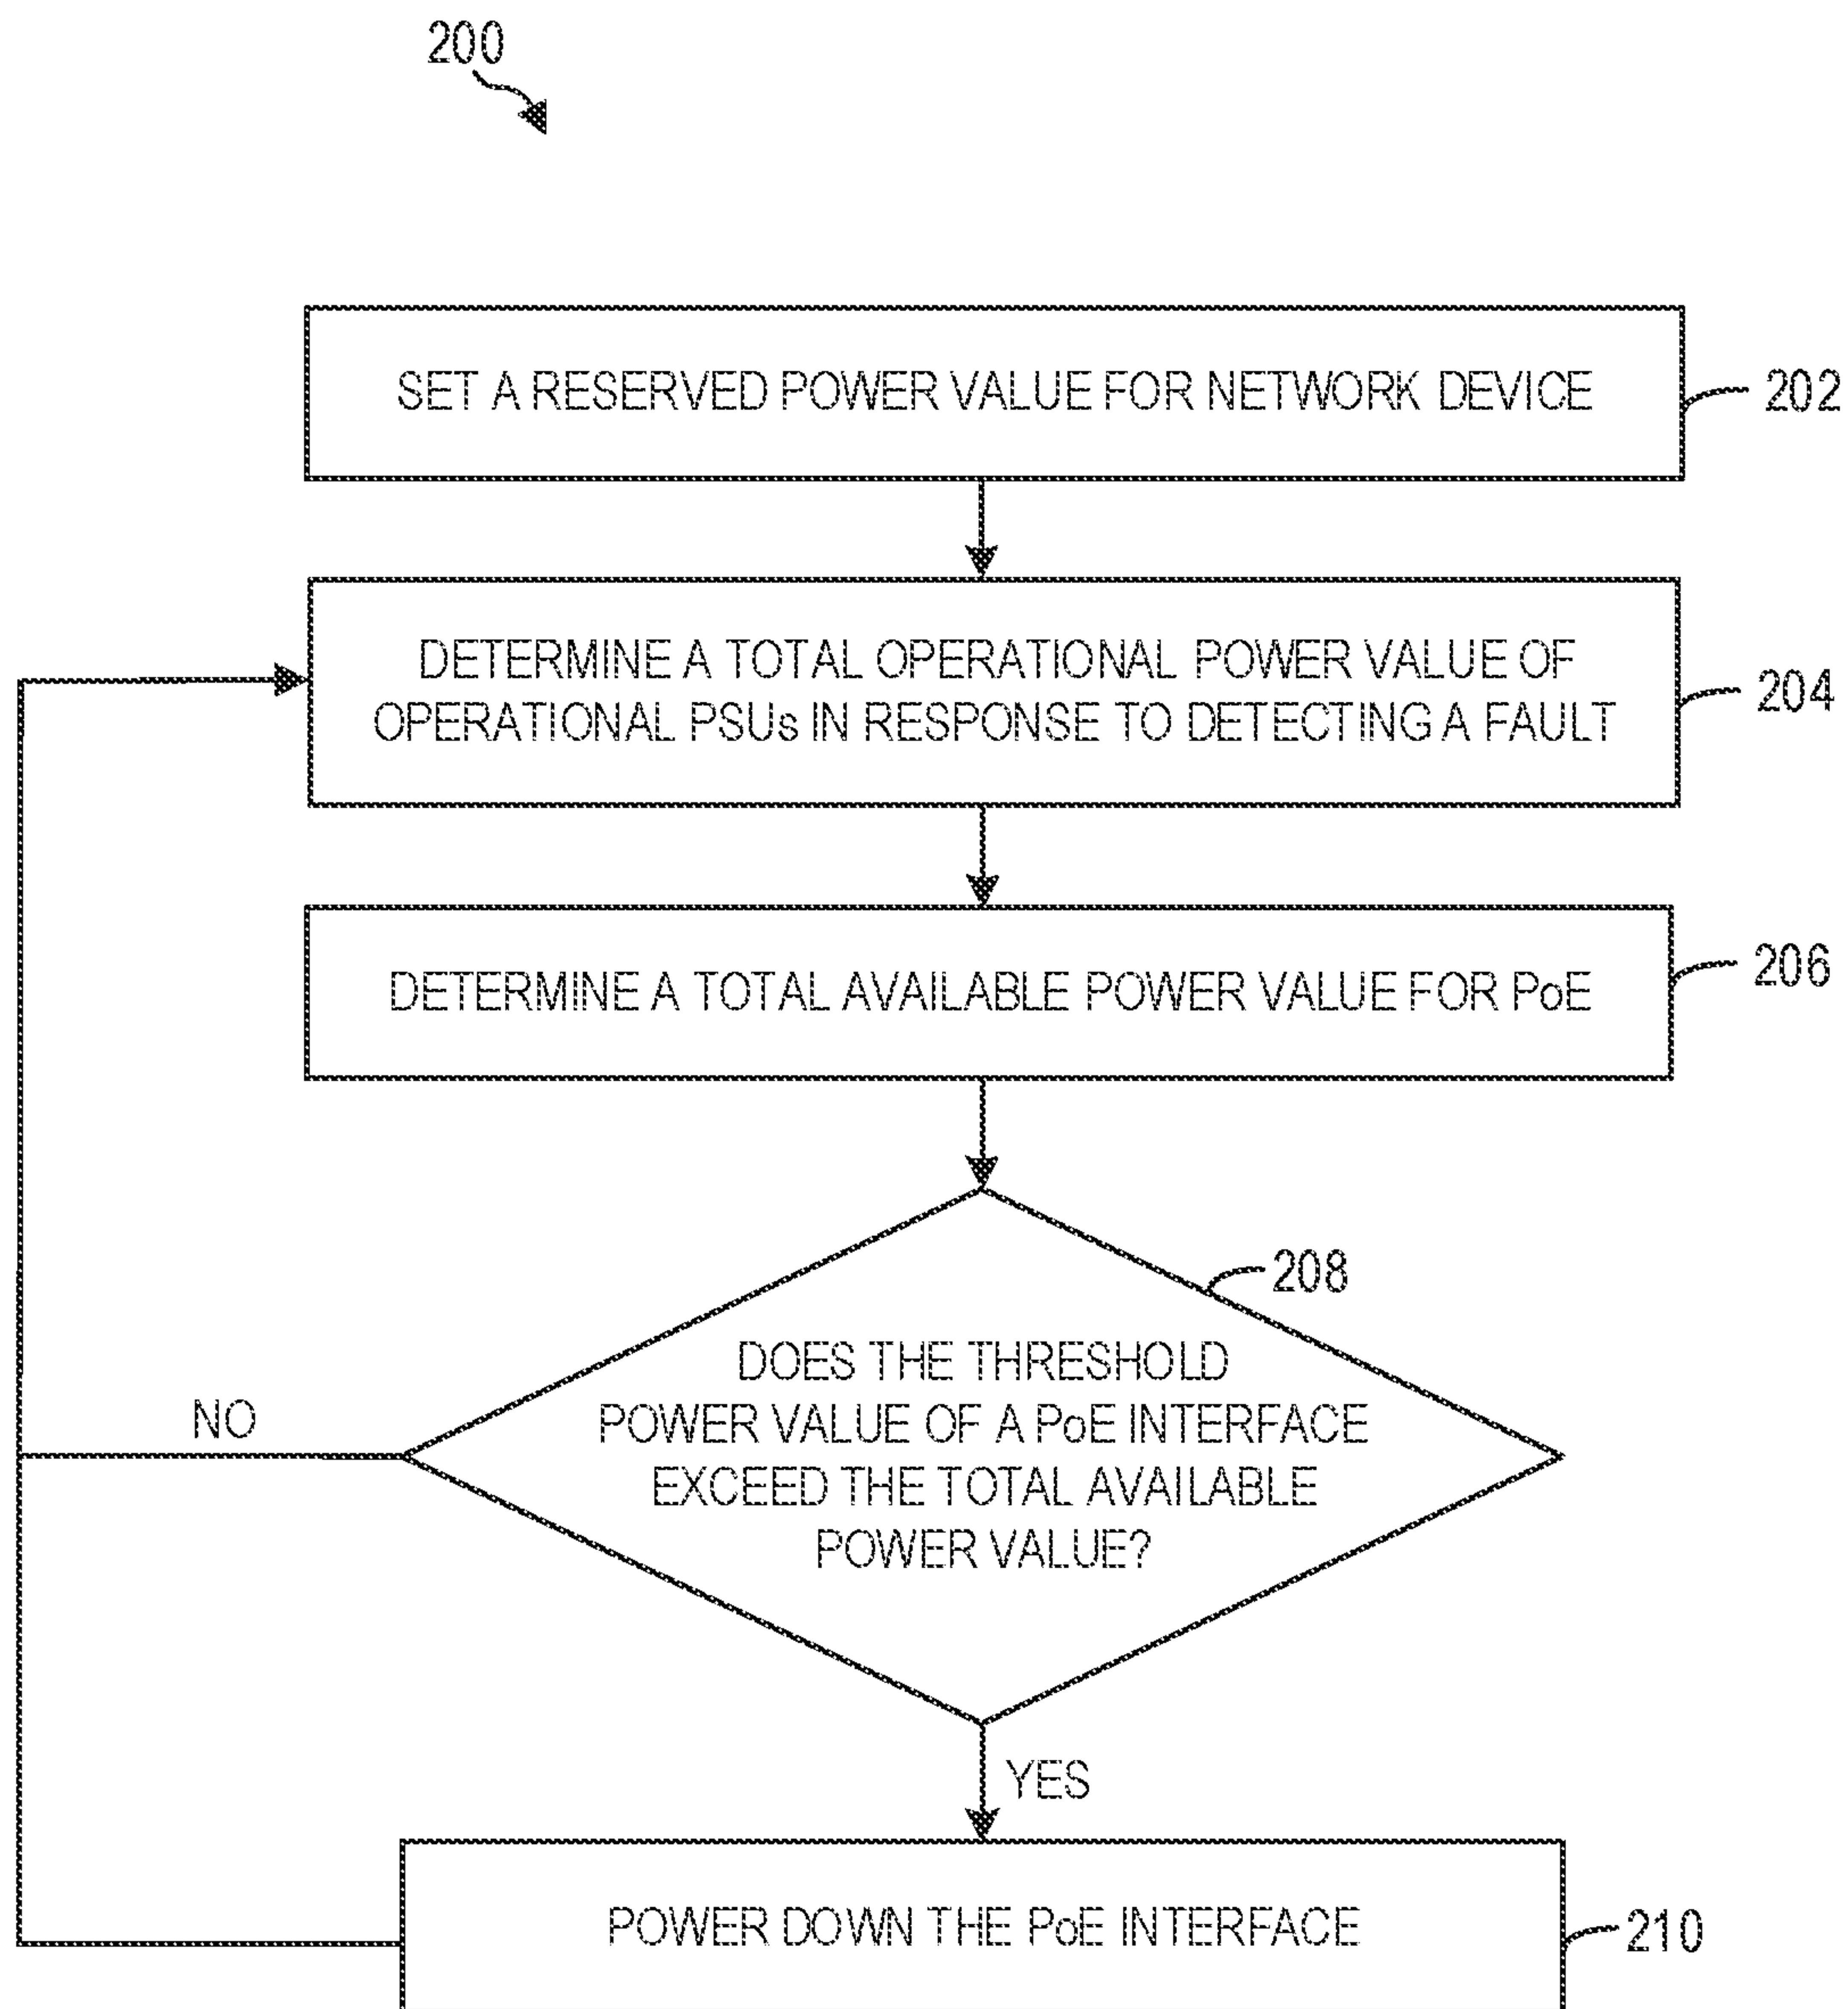 200
SET A RESERVED POWER VALUE FOR NETWORK DEVICE
202
DETERMINE A TOTAL OPERATIONAL POWER VALUE OF
OPERATIONAL PSUs IN RESPONSE TO DETECTING A FAULT
204
DETERMINE A TOTAL AVAILABLE POWER VALUE FOR PoE
206
208
DOES THE THRESHOLD
POWER VALUE OF A PoE INTERFACE
EXCEED THE TOTAL AVAILABLE
POWER VALUE?
NO
YES
POWER DOWN THE PoE INTERFACE
210